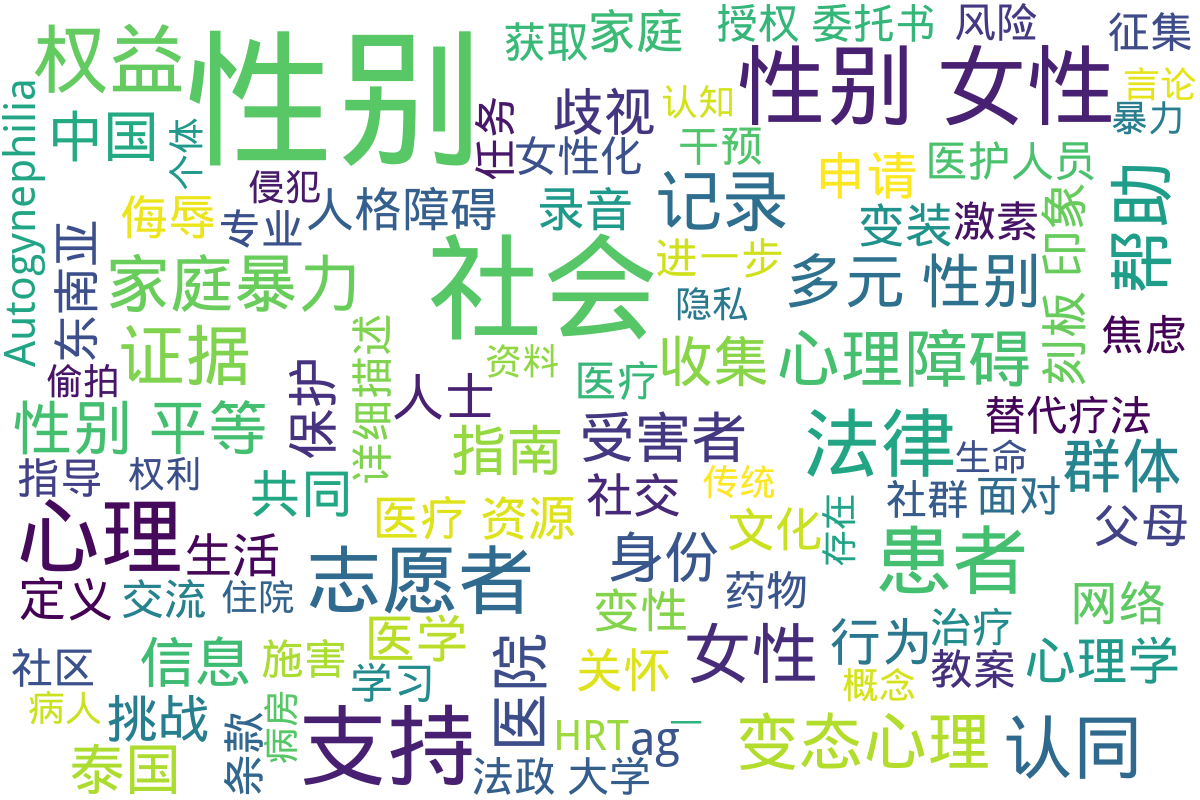 获取
家庭
授权 委托书
风险
征集
权益
性别
性别 女性
言论
歧视
认知
暴力
中国
个体
任务
女性化
干预
申请
医护人员
Autogynephilia
侵犯
侮辱
专业
人格障碍
录音
记录
变装
激素
刻板 印象
帮助
东南亚
家庭暴力
社会
进一步
多元 性别
隐私
证据
详细描述
资料
收集
心理障碍
焦虑
偷拍
保护
人士
医疗
性别 平等
指南
受害者
法律
替代疗法
指导
权利
共同
社交
传统
生命
群体
心理
医疗 资源
社群
面对
生活
志愿者
身份
文化
存在
患者
父母
定义
交流
住院
药物
变性
网络
社区
信息
施害
医学
医院
关怀
女性
行为
治疗
教案
心理学
学习
概念
病人
挑战
病房
条款
支持
HRT
ag
一
变态心理
认同
泰国
法政 大学